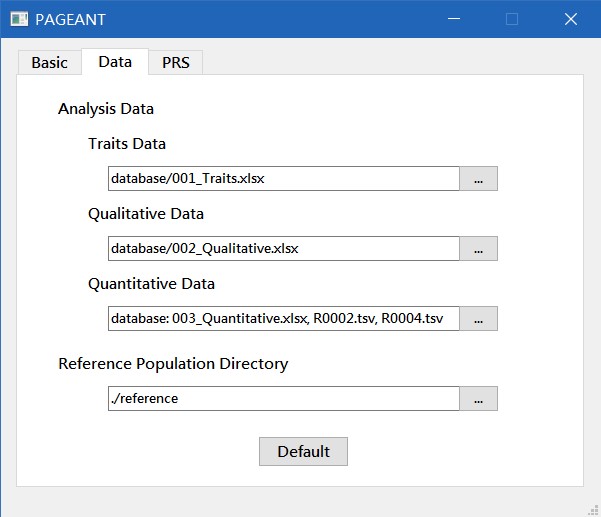 PAGEANT
Basic Data PRS
Analysis Data
Traits Data
database/001_Traits.xlsx ...
Qualitative Data
database/002_Qualitative.xlsx ...
Quantitative Data
database: 003_Quantitative.xlsx, R0002.tsv, R0004.tsv ...
Reference Population Directory
./reference ...
Default